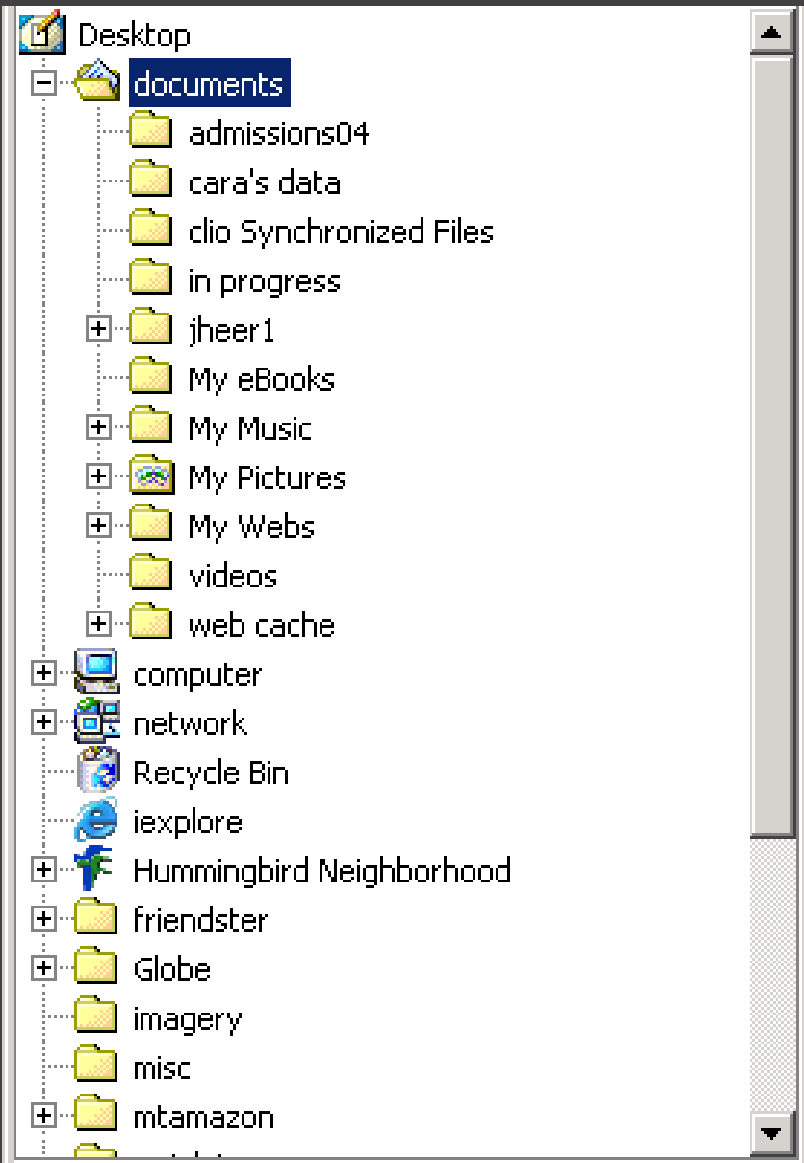 Desktop
documents
admissions04
cara's data
clio Synchronized Files
in progress
jheer1
My eBooks
My Music
My Pictures
My Webs
videos
web cache
computer
network
Recycle Bin
iexplore
Hummingbird Neighborhood
friendster
Globe
imagery
misc
mtamazon